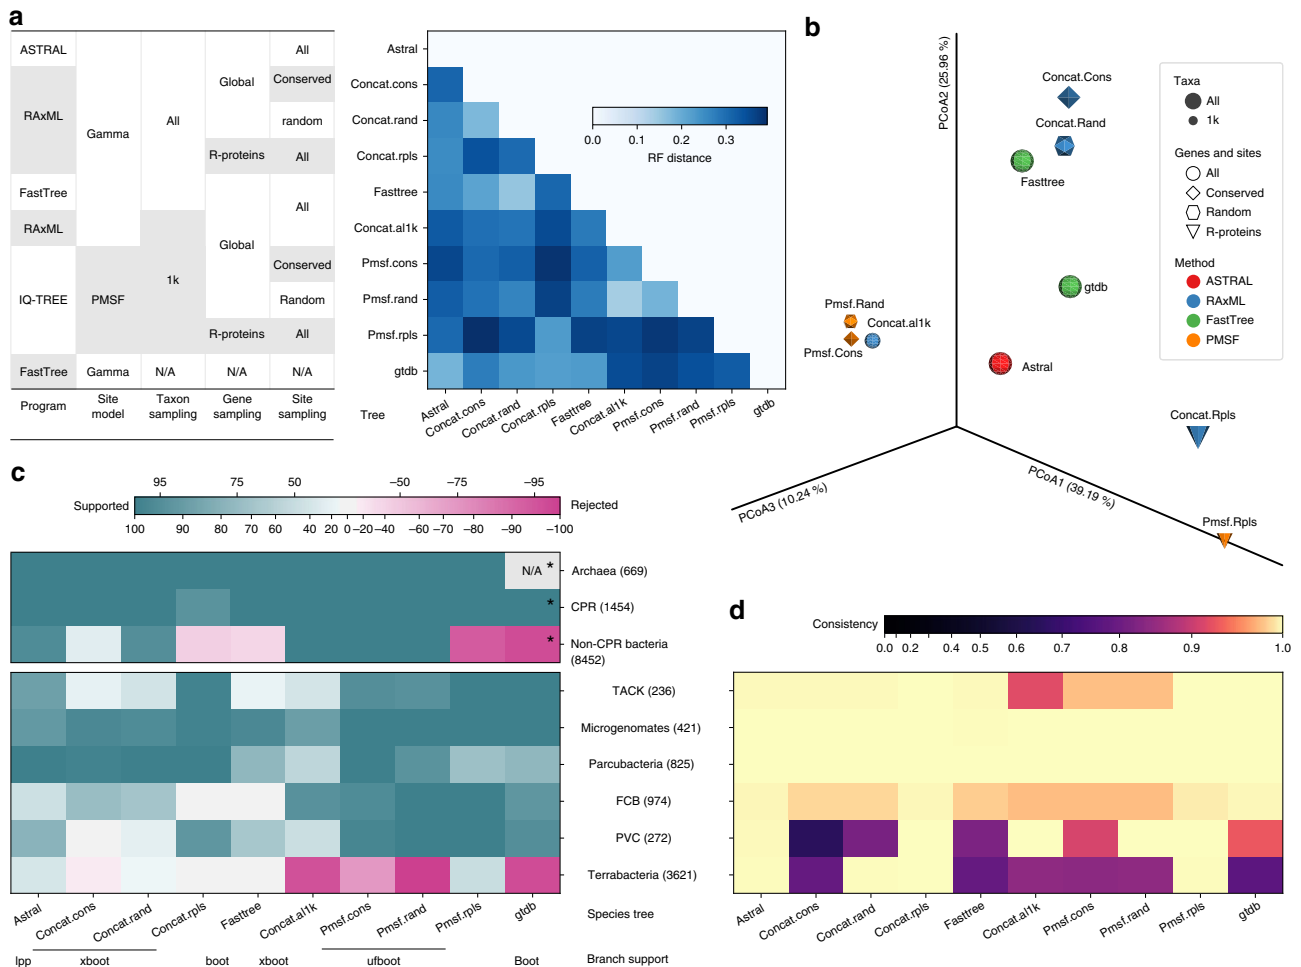 a
ASTRAL
RAxML
FastTree
RAxML
IQ-TREE
FastTree
Program
Gamma
PMSF
Gamma
Site
model
All
1k
N/A
Taxon
sampling
Global
R-proteins
Global
R-proteins
N/A
Gene
sampling
All
Conserved
random
All
All
Conserved
Random
All
N/A
Site
sampling
Astral
Concat.cons
Concat.rand
Concat.rpls
Fasttree
Concat.al1k
Pmsf.cons
Pmsf.rand
Pmsf.rpls
gtdb
0.0 0.1 0.2 0.3
RF distance
Tree
Astral Concat.cons Concat.rand Concat.rpls Fasttree Concat.al1k Pmsf.cons Pmsf.rand Pmsf.rpls gtdb
b
PCoA2 (25.96 %)
PCoA3 (10.24 %)
PCoA1 (39.19 %)
Concat.Cons
Concat.Rand
Fasttree
gtdb
Pmsf.Rand
Concat.al1k
Pmsf.Cons
Astral
Concat.Rpls
Pmsf.Rpls
Taxa
All
1k
Genes and sites
All
Conserved
Random
R-proteins
Method
ASTRAL
RAxML
FastTree
PMSF
c
95 75 50 −50 −75 −95
Supported
Rejected
100 90 80 70 60 40 20 0 −20 −40 −60 −70 −80 −90 −100
N/A * Archaea (669)
* CPR (1454)
* Non-CPR bacteria
(8452)
TACK (236)
Microgenomates (421)
Parcubacteria (825)
FCB (974)
PVC (272)
Terrabacteria (3621)
Astral Concat.cons Concat.rand Concat.rpls Fasttree Concat.al1k Pmsf.cons Pmsf.rand Pmsf.rpls gtdb
Species tree
lpp xboot boot xboot ufboot Boot
Branch support
d
Consistency
0.0 0.2 0.4 0.5 0.6 0.7 0.8 0.9 1.0
Astral Concat.cons Concat.rand Concat.rpls Fasttree Concat.al1k Pmsf.cons Pmsf.rand Pmsf.rpls gtdb